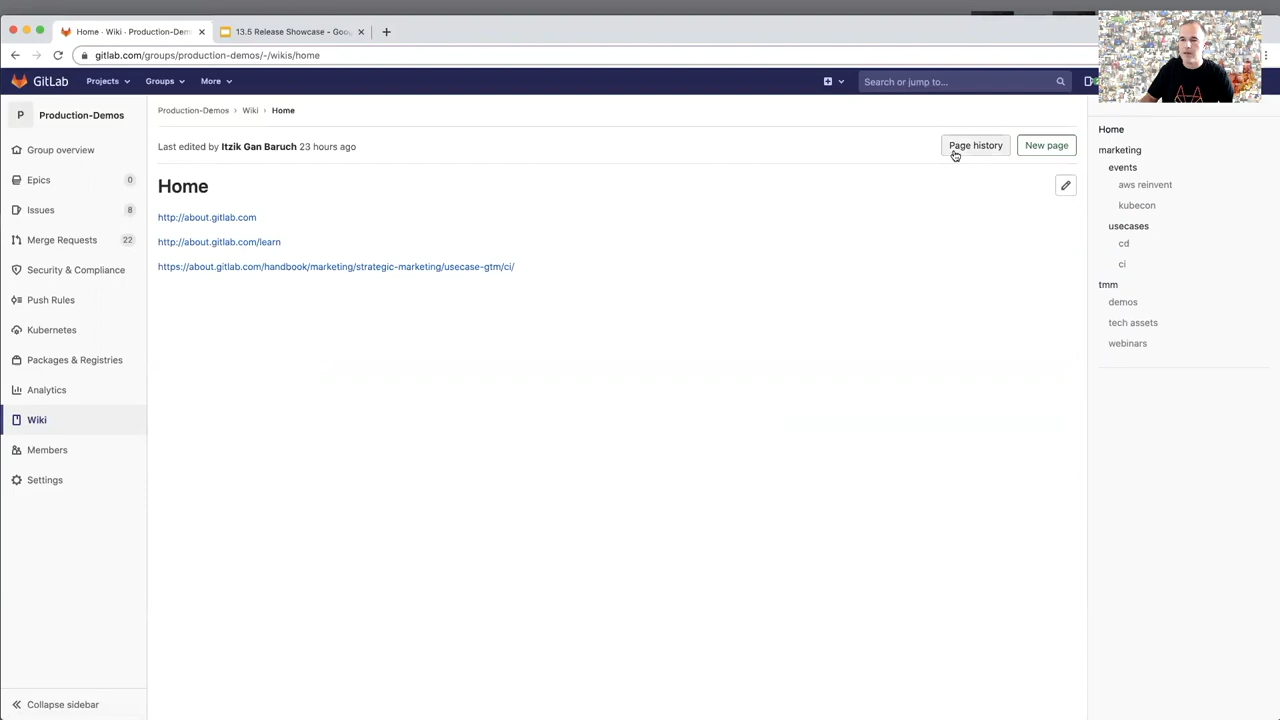 Home · Wiki · Production-Dem
13.5 Release Showcase - Goo
gitlab.com/groups/production-demos/-/wikis/home
GitLab
Projects
Groups
More
Search or jump to...
P
Production-Demos
Group overview
Epics
0
Issues
8
Merge Requests
22
Security & Compliance
Push Rules
Kubernetes
Packages & Registries
Analytics
Wiki
Members
Settings
Collapse sidebar
Production-Demos › Wiki › Home
Last edited by Itzik Gan Baruch 23 hours ago
Page history
New page
Home
http://about.gitlab.com
http://about.gitlab.com/learn
https://about.gitlab.com/handbook/marketing/strategic-marketing/usecase-gtm/ci/
Home
marketing
events
aws reinvent
kubecon
usecases
cd
ci
tmm
demos
tech assets
webinars